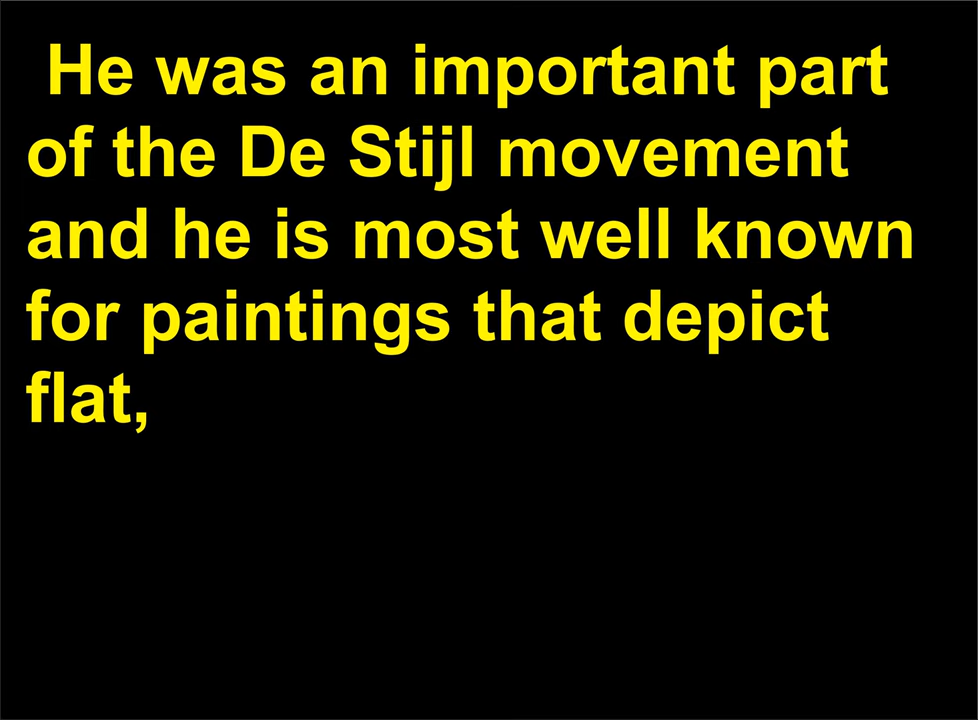 He was an important part
of the De Stijl movement
and he is most well known
for paintings that depict
flat,